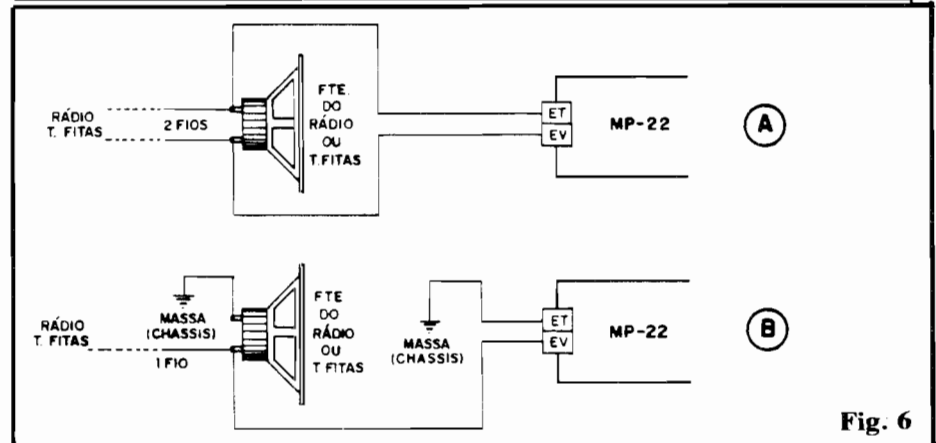 RÁDIO
T. FITAS
2 FIOS
FTE.
DO
RÁDIO
OU
T.FITAS
ET
EV
MP-22
A
RÁDIO
T. FITAS
MASSA
(CHASSIS)
1 FIO
FTE
DO
RÁDIO
OU
T FITAS
MASSA
(CHASSIS)
ET
EV
MP-22
B
Fig. 6